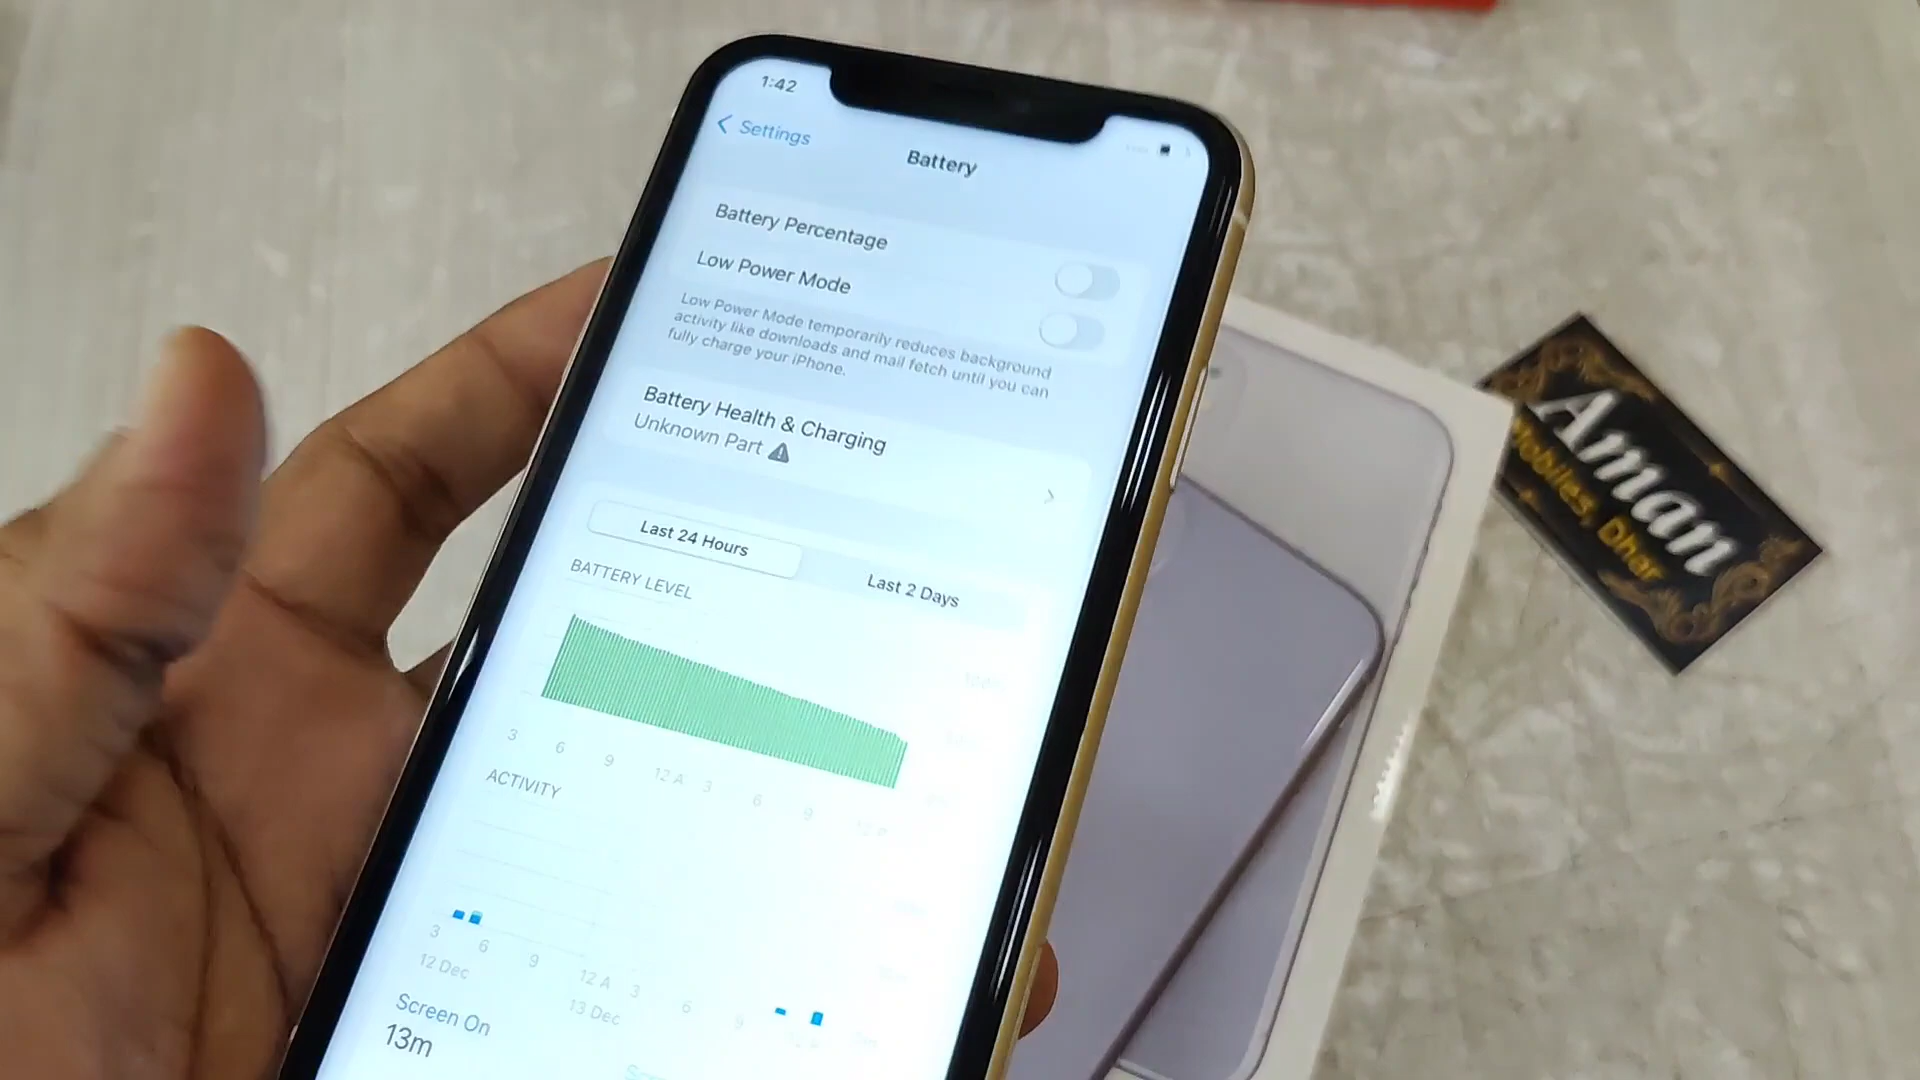 1:42
Settings
Battery
Battery Percentage
Low Power Mode
Low Power Mode temporarily reduces background
activity like downloads and mail fetch until you can
fully charge your iPhone.
Battery Health & Charging
Unknown Part
Last 24 Hours
Last 2 Days
BATTERY LEVEL
3 6 9 12 A 3 6 9 12 P
ACTIVITY
3 6 9 12 A 3 6 9
12 Dec 13 Dec
Screen On
13m
Aman
Mobiles, Dhar